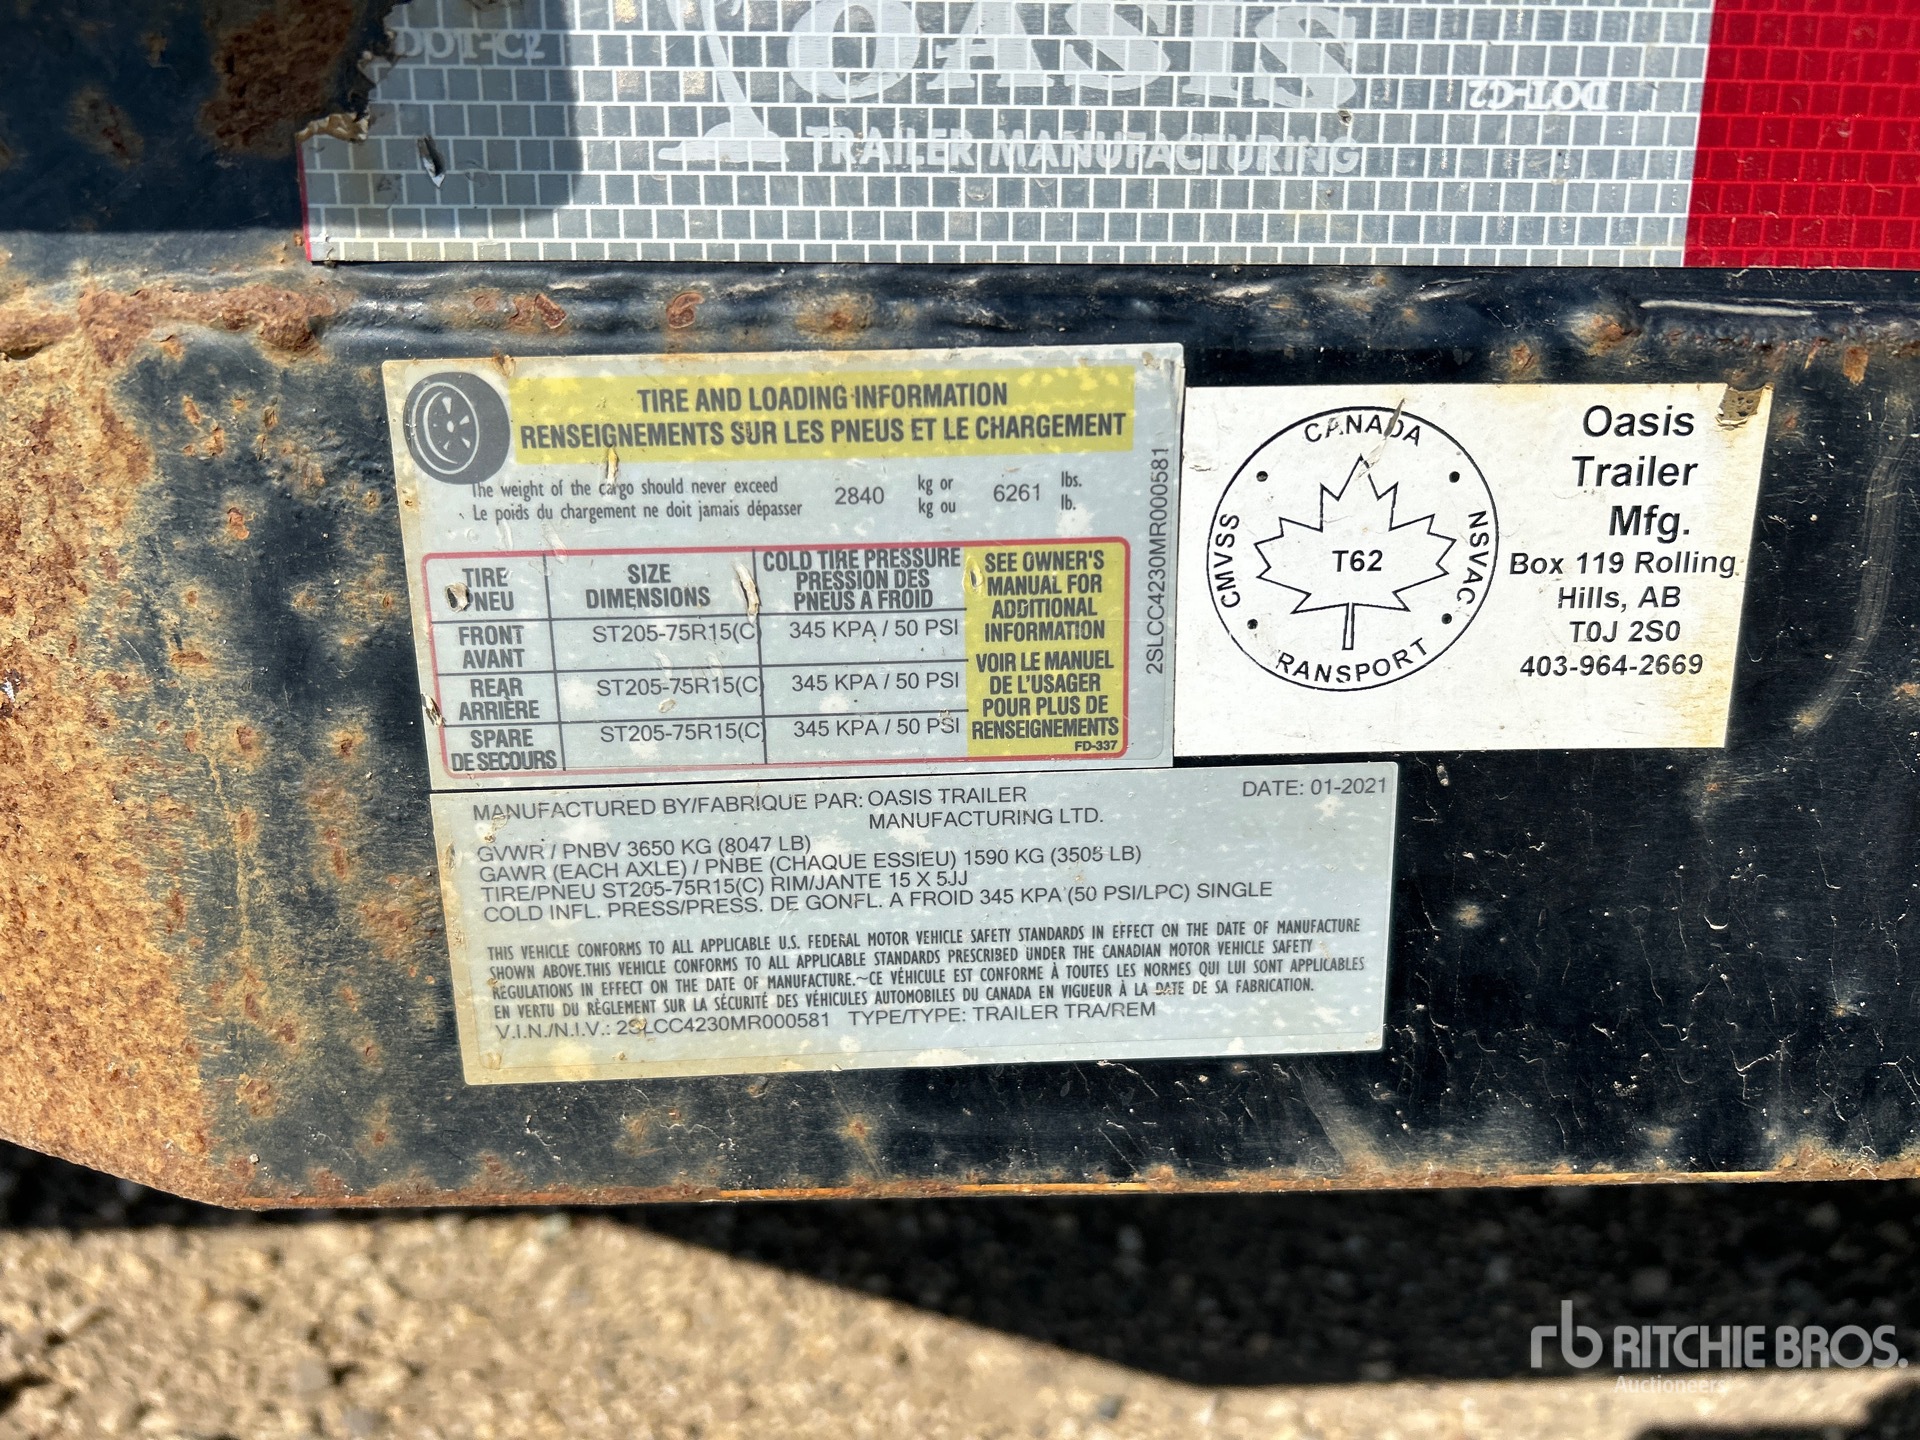 DOT-C2
OASIS
DOT-C2
TRAILER MANUFACTURING
TIRE AND LOADING INFORMATION
RENSEIGNEMENTS SUR LES PNEUS ET LE CHARGEMENT
The weight of the cargo should never exceed 2840 kg or 6261 lbs.
Le poids du chargement ne doit jamais dépasser kg ou lb.
TIRE PNEU
SIZE DIMENSIONS
COLD TIRE PRESSURE
PRESSION DES
PNEUS A FROID
FRONT AVANT ST205-75R15(C) 345 KPA / 50 PSI
REAR ARRIÈRE ST205-75R15(C) 345 KPA / 50 PSI
SPARE DE SECOURS ST205-75R15(C) 345 KPA / 50 PSI
SEE OWNER'S
MANUAL FOR
ADDITIONAL
INFORMATION
VOIR LE MANUEL
DE L'USAGER
POUR PLUS DE
RENSEIGNEMENTS
FD-337
2SLCC4230MR000581
CANADA
CMVSS
NSVAC
T62
TRANSPORT
Oasis
Trailer
Mfg.
Box 119 Rolling
Hills, AB
T0J 2S0
403-964-2669
MANUFACTURED BY/FABRIQUE PAR: OASIS TRAILER
MANUFACTURING LTD.
DATE: 01-2021
GVWR / PNBV 3650 KG (8047 LB)
GAWR (EACH AXLE) / PNBE (CHAQUE ESSIEU) 1590 KG (3505 LB)
TIRE/PNEU ST205-75R15(C) RIM/JANTE 15 X 5JJ
COLD INFL. PRESS/PRESS. DE GONFL. A FROID 345 KPA (50 PSI/LPC) SINGLE
THIS VEHICLE CONFORMS TO ALL APPLICABLE U.S. FEDERAL MOTOR VEHICLE SAFETY STANDARDS IN EFFECT ON THE DATE OF MANUFACTURE
SHOWN ABOVE.THIS VEHICLE CONFORMS TO ALL APPLICABLE STANDARDS PRESCRIBED UNDER THE CANADIAN MOTOR VEHICLE SAFETY
REGULATIONS IN EFFECT ON THE DATE OF MANUFACTURE.~CE VÉHICULE EST CONFORME À TOUTES LES NORMES QUI LUI SONT APPLICABLES
EN VERTU DU RÈGLEMENT SUR LA SÉCURITÉ DES VÉHICULES AUTOMOBILES DU CANADA EN VIGUEUR À LA DATE DE SA FABRICATION.
V.I.N./N.I.V.: 2SLCC4230MR000581 TYPE/TYPE: TRAILER TRA/REM
rb RITCHIE BROS.
Auctioneers